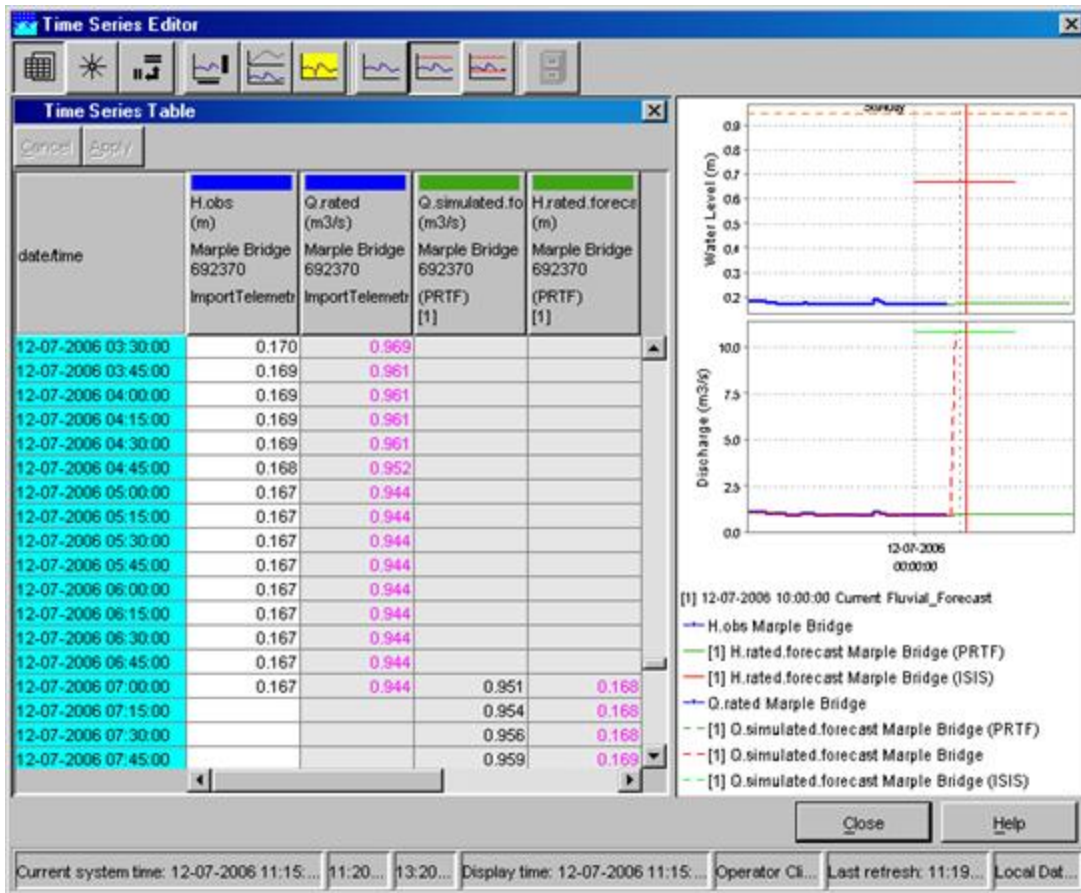 Time Series Editor
Time Series Table
Cancel Apply
date/time
H.obs (m) Marple Bridge 692370 ImportTelemetr
Q.rated (m3/s) Marple Bridge 692370 ImportTelemetr
Q.simulated.fo (m3/s) Marple Bridge 692370 (PRTF) [1]
H.rated.foreca (m) Marple Bridge 692370 (PRTF) [1]
12-07-2006 03:30:00 0.170 0.969
12-07-2006 03:45:00 0.169 0.961
12-07-2006 04:00:00 0.169 0.961
12-07-2006 04:15:00 0.169 0.961
12-07-2006 04:30:00 0.169 0.961
12-07-2006 04:45:00 0.168 0.952
12-07-2006 05:00:00 0.167 0.944
12-07-2006 05:15:00 0.167 0.944
12-07-2006 05:30:00 0.167 0.944
12-07-2006 05:45:00 0.167 0.944
12-07-2006 06:00:00 0.167 0.944
12-07-2006 06:15:00 0.167 0.944
12-07-2006 06:30:00 0.167 0.944
12-07-2006 06:45:00 0.167 0.944
12-07-2006 07:00:00 0.167 0.944 0.951 0.168
12-07-2006 07:15:00 0.954 0.168
12-07-2006 07:30:00 0.956 0.168
12-07-2006 07:45:00 0.959 0.169
Water Level (m)
0.9
0.8
0.7
0.6
0.5
0.4
0.3
0.2
Discharge (m3/s)
10.0
7.5
5.0
2.5
0.0
12-07-2006
00:00:00
[1] 12-07-2006 10:00:00 Current Fluvial_Forecast
H.obs Marple Bridge
[1] H.rated.forecast Marple Bridge (PRTF)
[1] H.rated.forecast Marple Bridge (ISIS)
Q.rated Marple Bridge
[1] Q.simulated.forecast Marple Bridge (PRTF)
[1] Q.simulated.forecast Marple Bridge
[1] Q.simulated.forecast Marple Bridge (ISIS)
Close Help
Current system time: 12-07-2006 11:15:... 11:20... 13:20... Display time: 12-07-2006 11:15:... Operator Cli... Last refresh: 11:19... Local Dat...